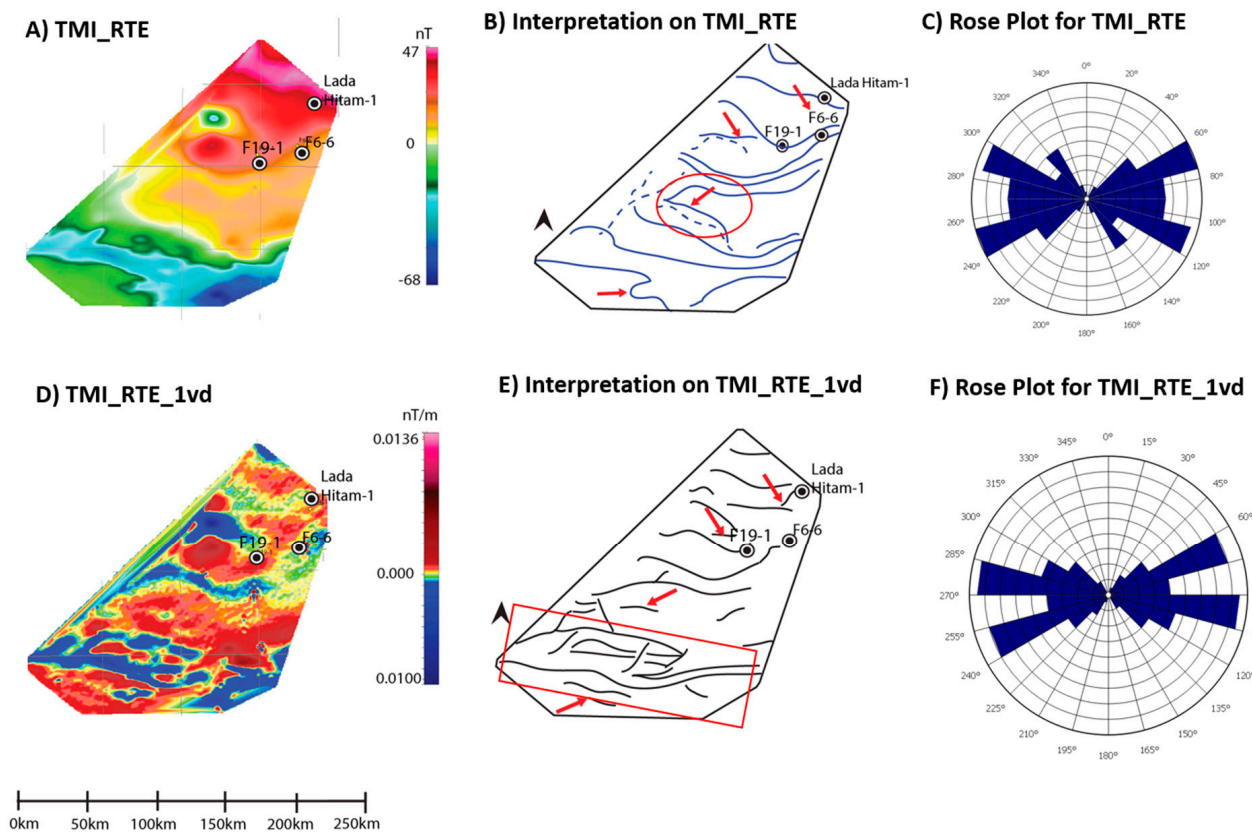 A) TMI_RTE
nT
47
0
-68
Lada
Hitam-1
F19-1
F6-6
B) Interpretation on TMI_RTE
Lada Hitam-1
F6-6
F19-1
C) Rose Plot for TMI_RTE
340°
0°
20°
320°
40°
300°
60°
280°
80°
260°
100°
240°
120°
220°
140°
200°
180°
160°
D) TMI_RTE_1vd
nT/m
0.0136
0.000
0.0100
Lada
Hitam-1
F19-1
F6-6
E) Interpretation on TMI_RTE_1vd
Lada
Hitam-1
F19-1
F6-6
F) Rose Plot for TMI_RTE_1vd
345°
0°
15°
330°
30°
315°
45°
300°
60°
285°
270°
255°
240°
120°
225°
135°
210°
150°
195°
180°
165°
0km
50km
100km
150km
200km
250km